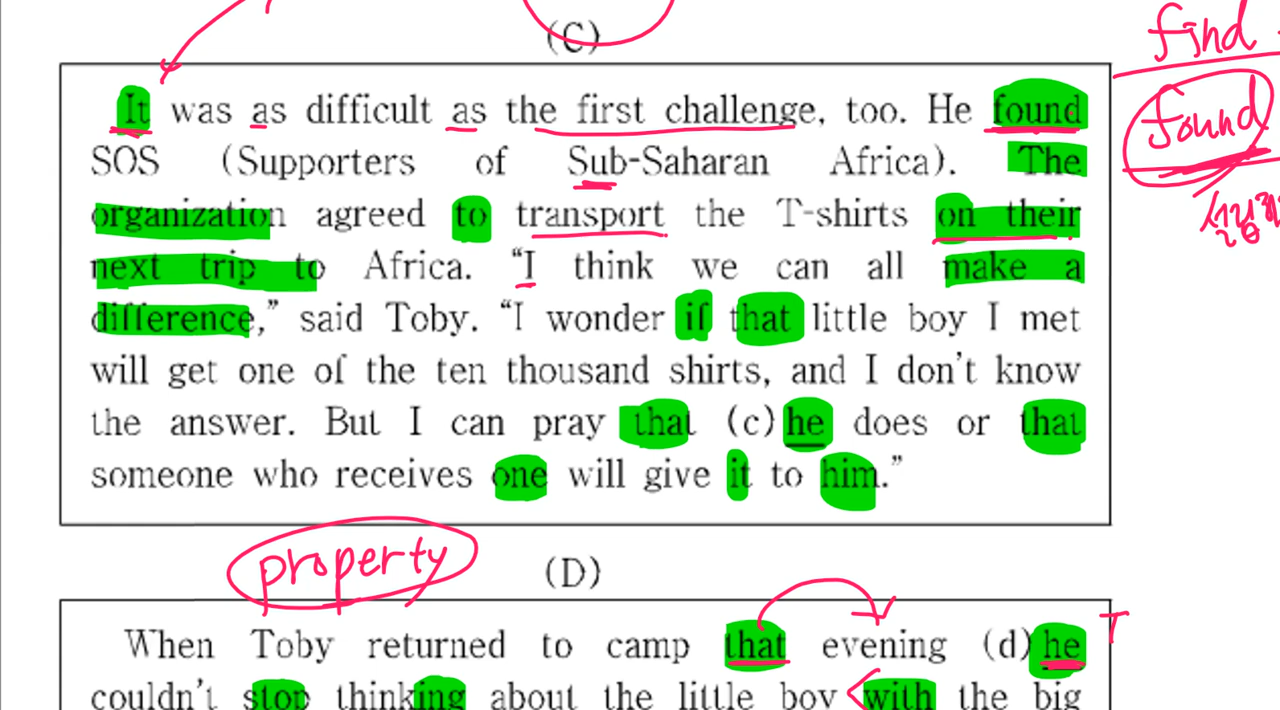 (C)
find
It was as difficult as the first challenge, too. He found
found
SOS (Supporters of Sub-Saharan Africa). The
organization agreed to transport the T-shirts on their
next trip to Africa. “I think we can all make a
difference,” said Toby. “I wonder if that little boy I met
will get one of the ten thousand shirts, and I don’t know
the answer. But I can pray that (c) he does or that
someone who receives one will give it to him.”
property
(D)
When Toby returned to camp that evening (d) he
T
couldn’t stop thinking about the little boy with the big